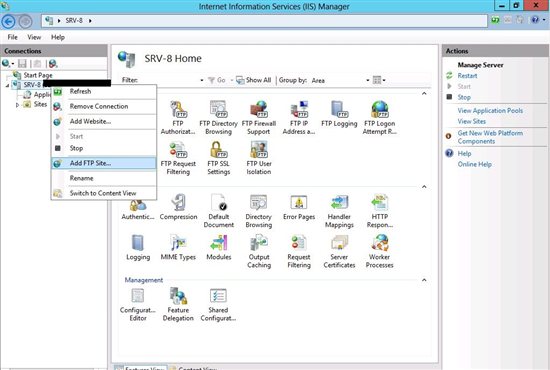 Internet Information Services (IIS) Manager
SRV-8
File View Help
Connections
Start Page
SRV-8
Sites
Refresh
Remove Connection
Add Website...
Start
Stop
Add FTP Site...
Rename
Switch to Content View
SRV-8 Home
Filter: Go Show All Group by: Area
FTP Authorizat... FTP Directory Browsing FTP Firewall Support FTP IP Address a... FTP Logging FTP Logon Attempt R...
FTP Request Filtering FTP SSL Settings FTP User Isolation
Authentic... Compression Default Document Directory Browsing Error Pages Handler Mappings HTTP Respon...
Logging MIME Types Modules Output Caching Request Filtering Server Certificates Worker Processes
Management
Configurat... Editor Feature Delegation Shared Configurat...
Features View Content View
Actions
Manage Server
Restart
Start
Stop
View Application Pools
View Sites
Get New Web Platform Components
Help
Online Help